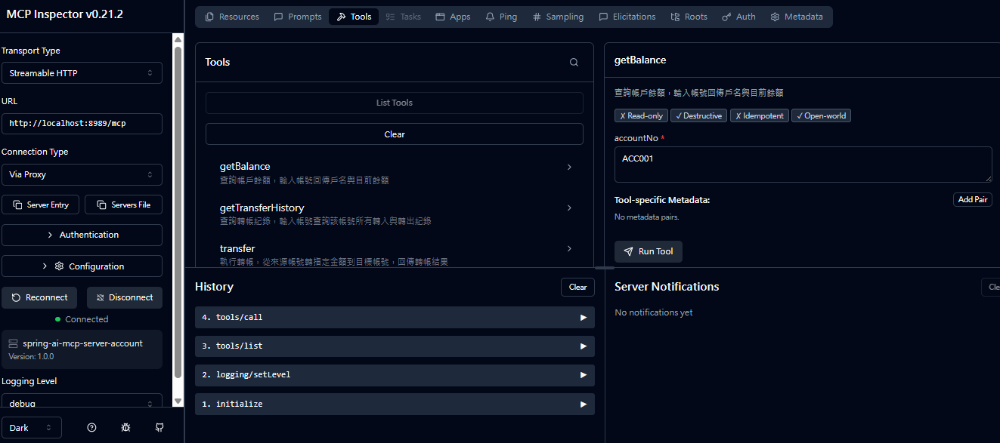 MCP Inspector v0.21.2
Transport Type
Streamable HTTP
URL
http://localhost:8989/mcp
Connection Type
Via Proxy
Server Entry
Servers File
Authentication
Configuration
Reconnect
Disconnect
Connected
spring-ai-mcp-server-account
Version: 1.0.0
Logging Level
debug
Dark
Resources
Prompts
Tools
Tasks
Apps
Ping
Sampling
Elicitations
Roots
Auth
Metadata
Tools
List Tools
Clear
getBalance
查詢帳戶餘額，輸入帳號回傳戶名與目前餘額
getTransferHistory
查詢轉帳紀錄，輸入帳號查詢該帳號所有轉入與轉出紀錄
transfer
執行轉帳，從來源帳號轉指定金額到目標帳號，回傳轉帳結果
getBalance
查詢帳戶餘額，輸入帳號回傳戶名與目前餘額
✗ Read-only
✓ Destructive
✗ Idempotent
✓ Open-world
accountNo *
ACC001
Tool-specific Metadata:
Add Pair
No metadata pairs.
Run Tool
History
Clear
4. tools/call
3. tools/list
2. logging/setLevel
1. initialize
Server Notifications
No notifications yet